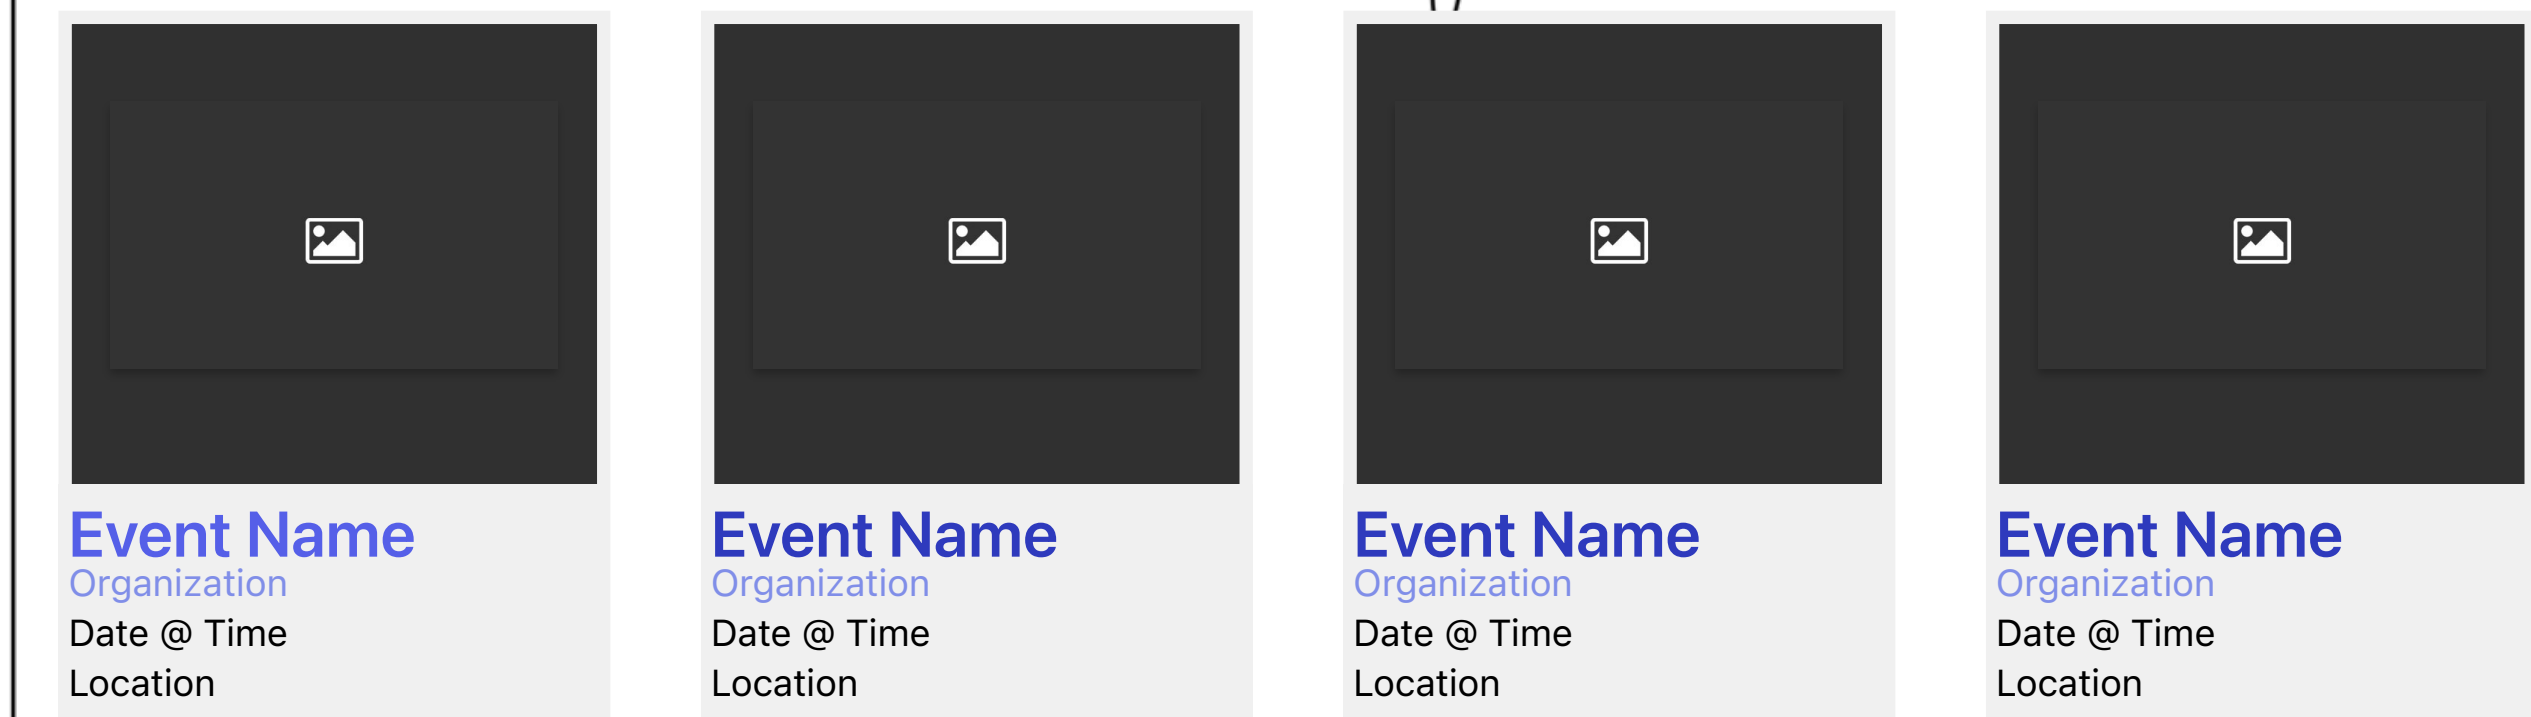 Event Name
Organization
Date @ Time
Location
Event Name
Organization
Date @ Time
Location
Event Name
Organization
Date @ Time
Location
Event Name
Organization
Date @ Time
Location